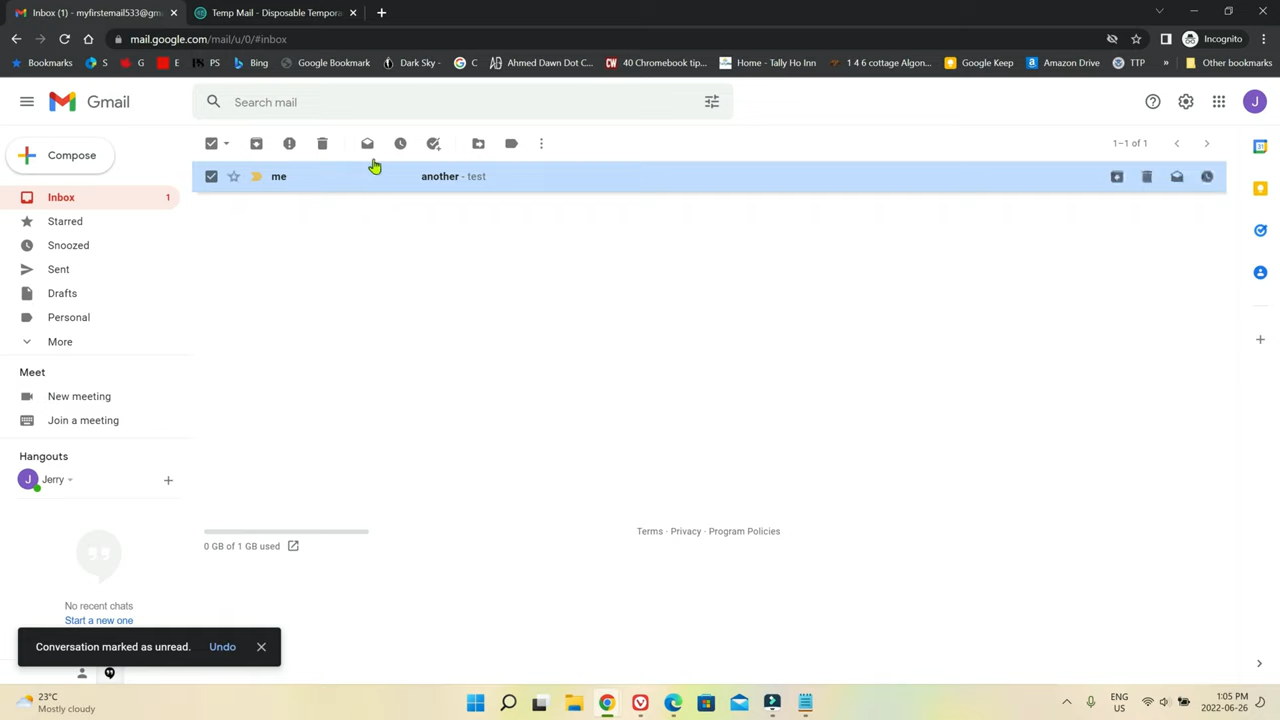 Inbox (1) - myfirstemail533@gm
Temp Mail - Disposable Tempora
mail.google.com/mail/u/0/#inbox
Incognito
Bookmarks
S
G
E
PS
Bing
Google Bookmark
Dark Sky -
C
Ahmed Dawn Dot C...
40 Chromebook tip...
Home - Tally Ho Inn
1 4 6 cottage Algon...
Google Keep
Amazon Drive
TTP
»
Other bookmarks
Gmail
Search mail
J
Compose
1–1 of 1
me
another - test
Inbox
1
Starred
Snoozed
Sent
Drafts
Personal
More
Meet
New meeting
Join a meeting
Hangouts
J
Jerry
No recent chats
Start a new one
Terms · Privacy · Program Policies
0 GB of 1 GB used
Conversation marked as unread.
Undo
23°C
Mostly cloudy
ENG
US
1:05 PM
2022-06-26